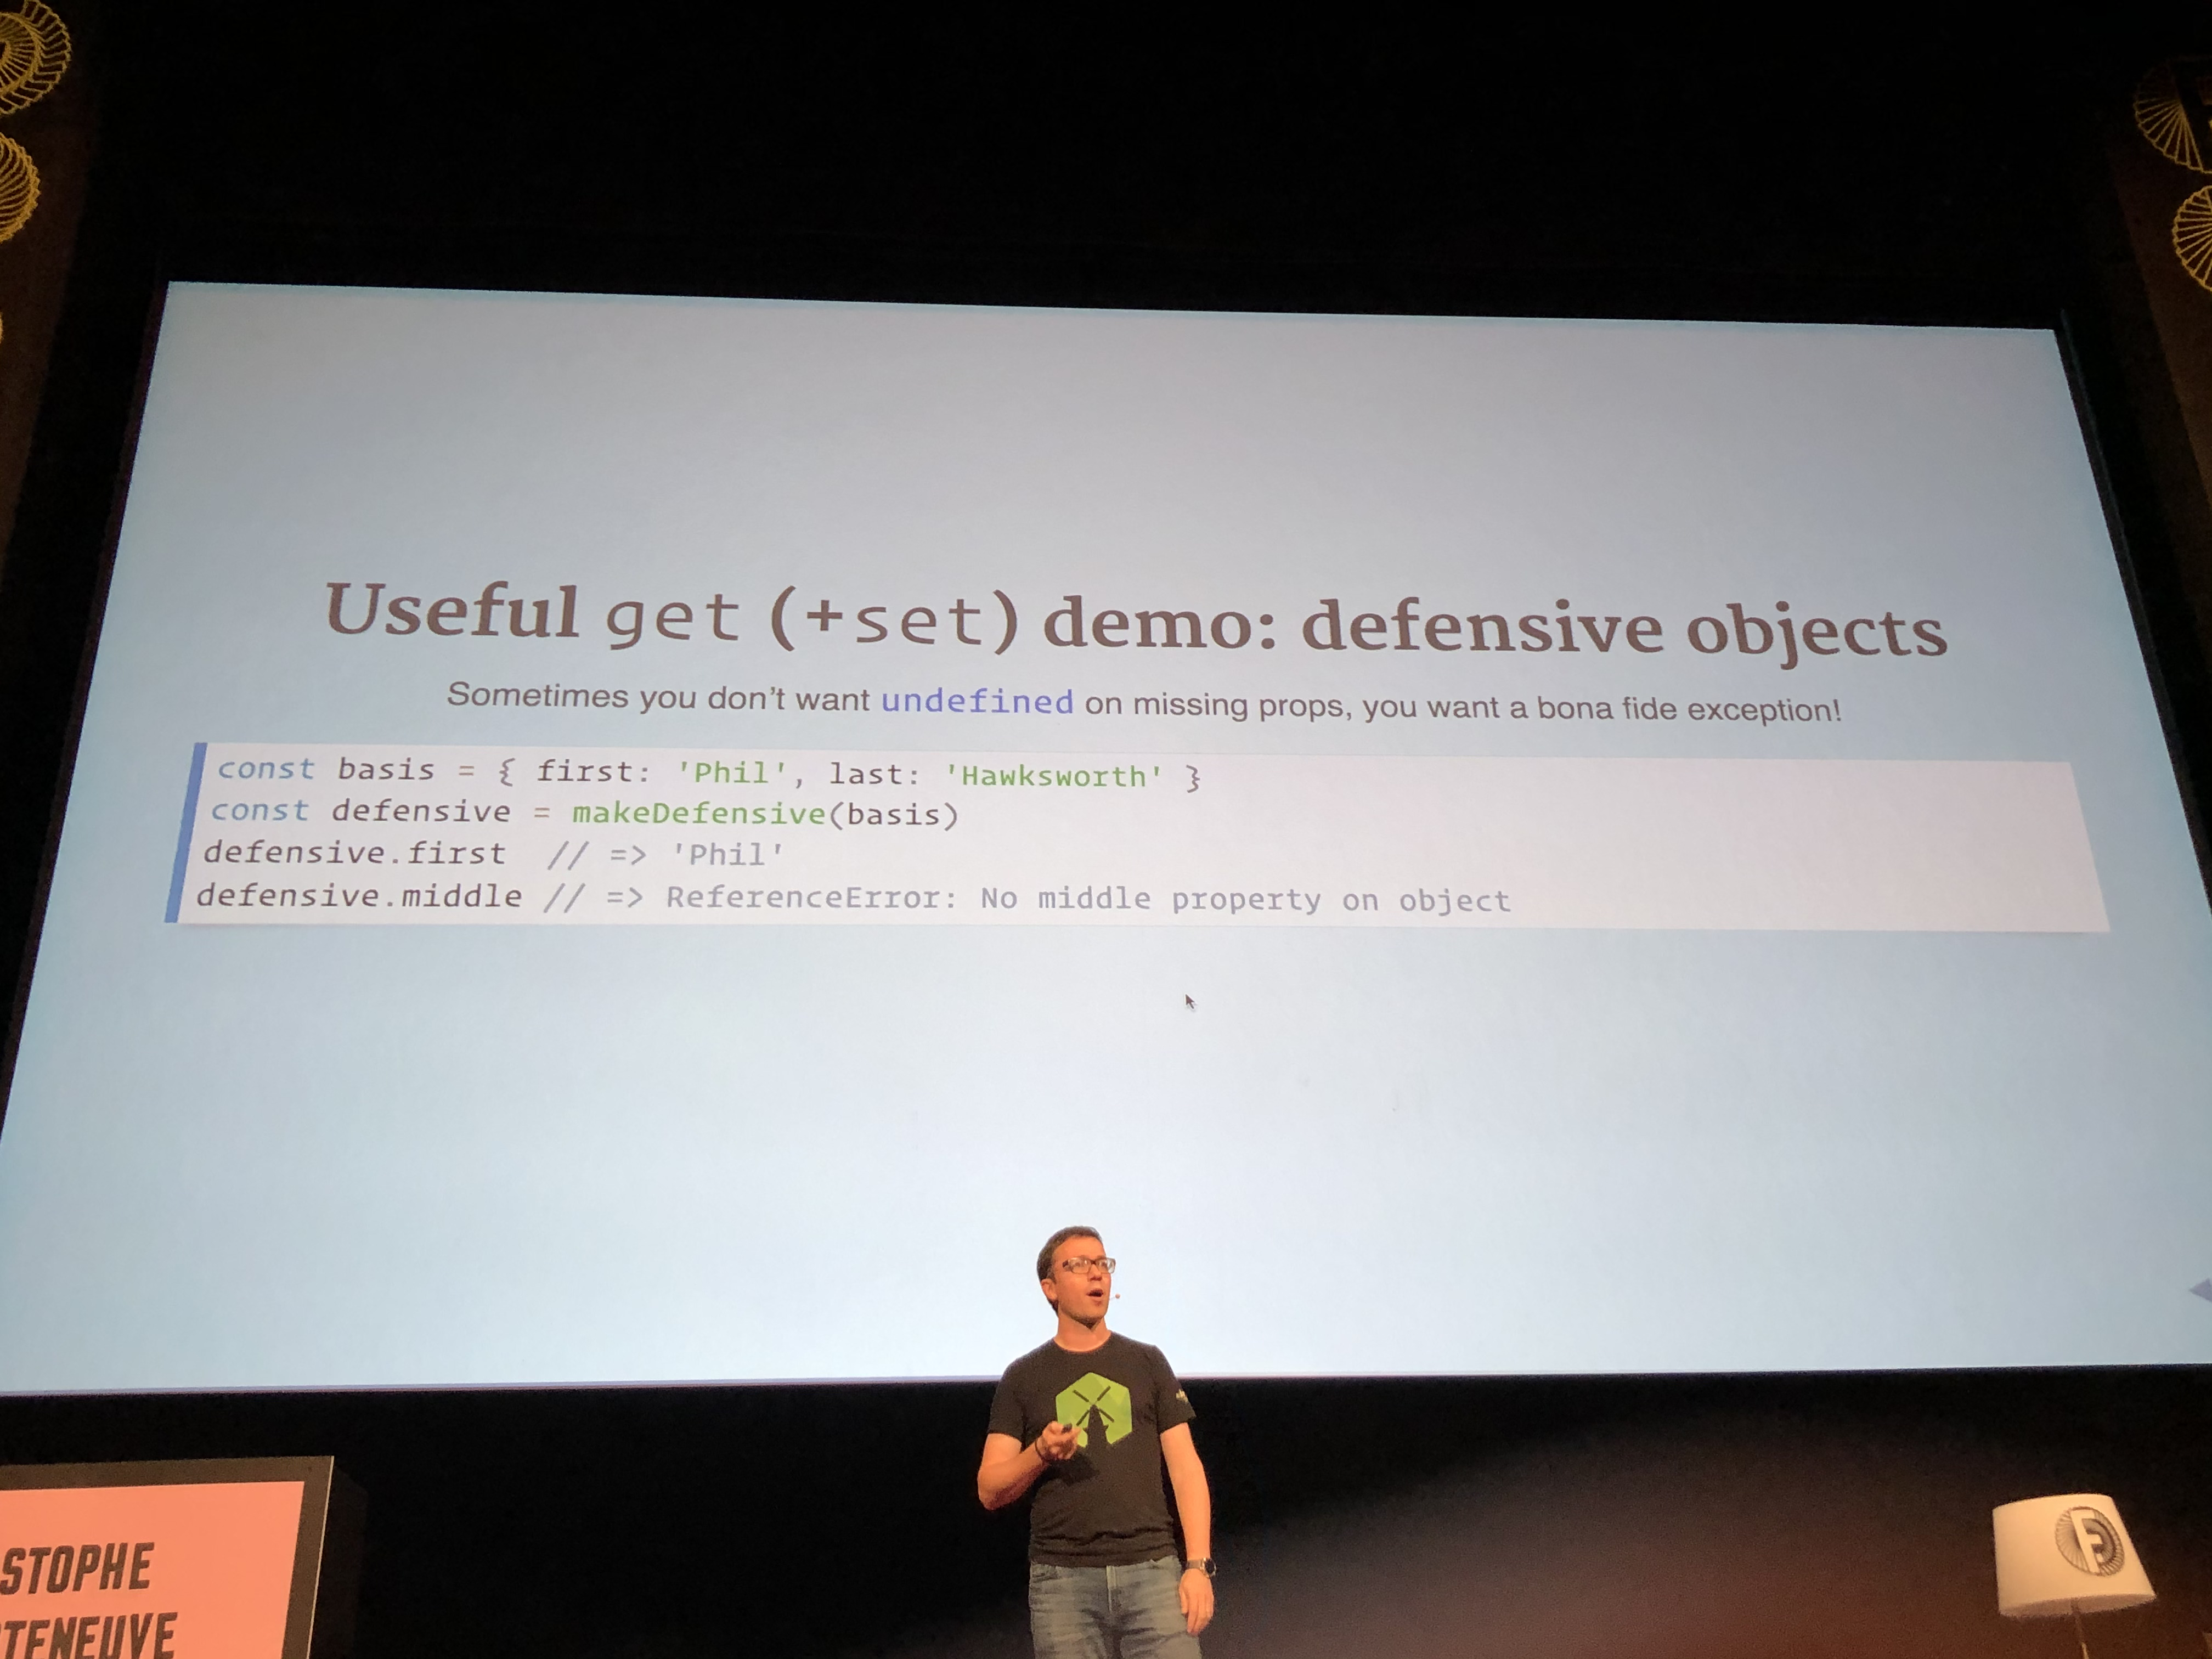 Useful get (+set) demo: defensive objects
Sometimes you don't want undefined on missing props, you want a bona fide exception!
const basis = { first: 'Phil', last: 'Hawksworth' }
const defensive = makeDefensive(basis)
defensive.first // => 'Phil'
defensive.middle // => ReferenceError: No middle property on object
STOPHE
TENEUVE
F